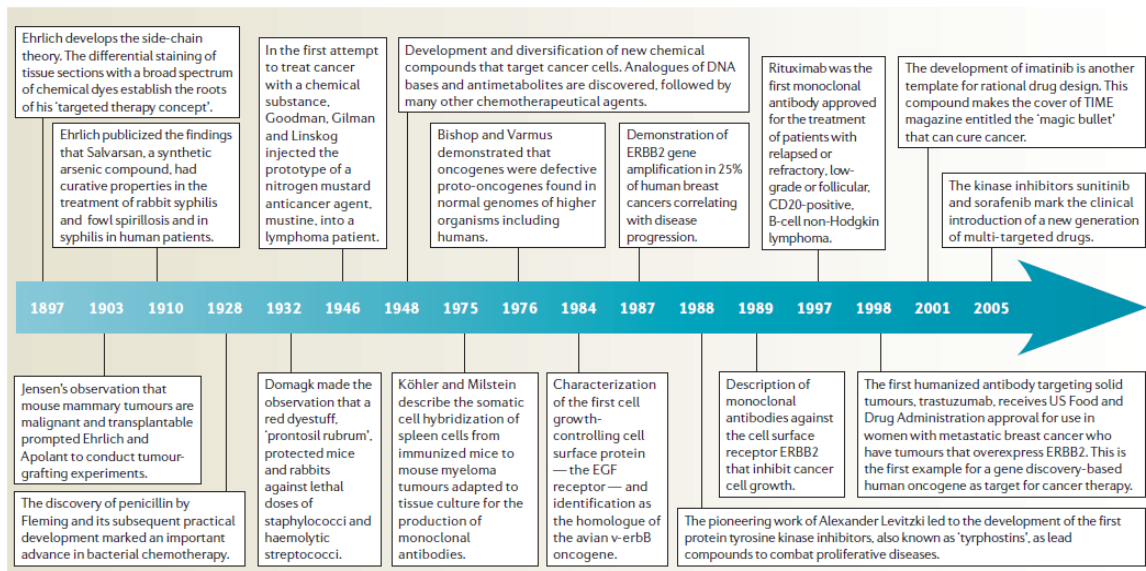 Ehrlich develops the side-chain
theory. The differential staining of
tissue sections with a broad spectrum
of chemical dyes establish the roots
of his 'targeted therapy concept'.
Ehrlich publicized the findings
that Salvarsan, a synthetic
arsenic compound, had
curative properties in the
treatment of rabbit syphilis
and fowl spirillosis and in
syphilis in human patients.
In the first attempt
to treat cancer
with a chemical
substance,
Goodman, Gilman
and Linskog
injected the
prototype of a
nitrogen mustard
anticancer agent,
mustine, into a
lymphoma patient.
Development and diversification of new chemical
compounds that target cancer cells. Analogues of DNA
bases and antimetabolites are discovered, followed by
many other chemotherapeutical agents.
Bishop and Varmus
demonstrated that
oncogenes were defective
proto-oncogenes found in
normal genomes of higher
organisms including
humans.
Demonstration of
ERBB2 gene
amplification in 25%
of human breast
cancers correlating
with disease
progression.
Rituximab was the
first monoclonal
antibody approved
for the treatment
of patients with
relapsed or
refractory, low-
grade or follicular,
CD20-positive,
B-cell non-Hodgkin
lymphoma.
The development of imatinib is another
template for rational drug design. This
compound makes the cover of TIME
magazine entitled the 'magic bullet'
that can cure cancer.
The kinase inhibitors sunitinib
and sorafenib mark the clinical
introduction of a new generation
of multi-targeted drugs.
1897 1903 1910 1928 1932 1946 1948 1975 1976 1984 1987 1988 1989 1997 1998 2001 2005
Jensen's observation that
mouse mammary tumours are
malignant and transplantable
prompted Ehrlich and
Apolant to conduct tumour-
grafting experiments.
The discovery of penicillin by
Fleming and its subsequent practical
development marked an important
advance in bacterial chemotherapy.
Domagk made the
observation that a
red dyestuff,
'prontosil rubrum',
protected mice
and rabbits
against lethal
doses of
staphylococci and
haemolytic
streptococci.
Köhler and Milstein
describe the somatic
cell hybridization of
spleen cells from
immunized mice to
mouse myeloma
tumours adapted to
tissue culture for the
production of
monoclonal
antibodies.
Characterization of
the first cell
growth-
controlling cell
surface protein
— the EGF
receptor — and
identification as
the homologue of
the avian v-erbB
oncogene.
Description of
monoclonal
antibodies against
the cell surface
receptor ERBB2
that inhibit cancer
cell growth.
The first humanized antibody targeting solid
tumours, trastuzumab, receives US Food and
Drug Administration approval for use in
women with metastatic breast cancer who
have tumours that overexpress ERBB2. This is
the first example for a gene discovery-based
human oncogene as target for cancer therapy.
The pioneering work of Alexander Levitzki led to the development of the first
protein tyrosine kinase inhibitors, also known as 'tyrphostins', as lead
compounds to combat proliferative diseases.